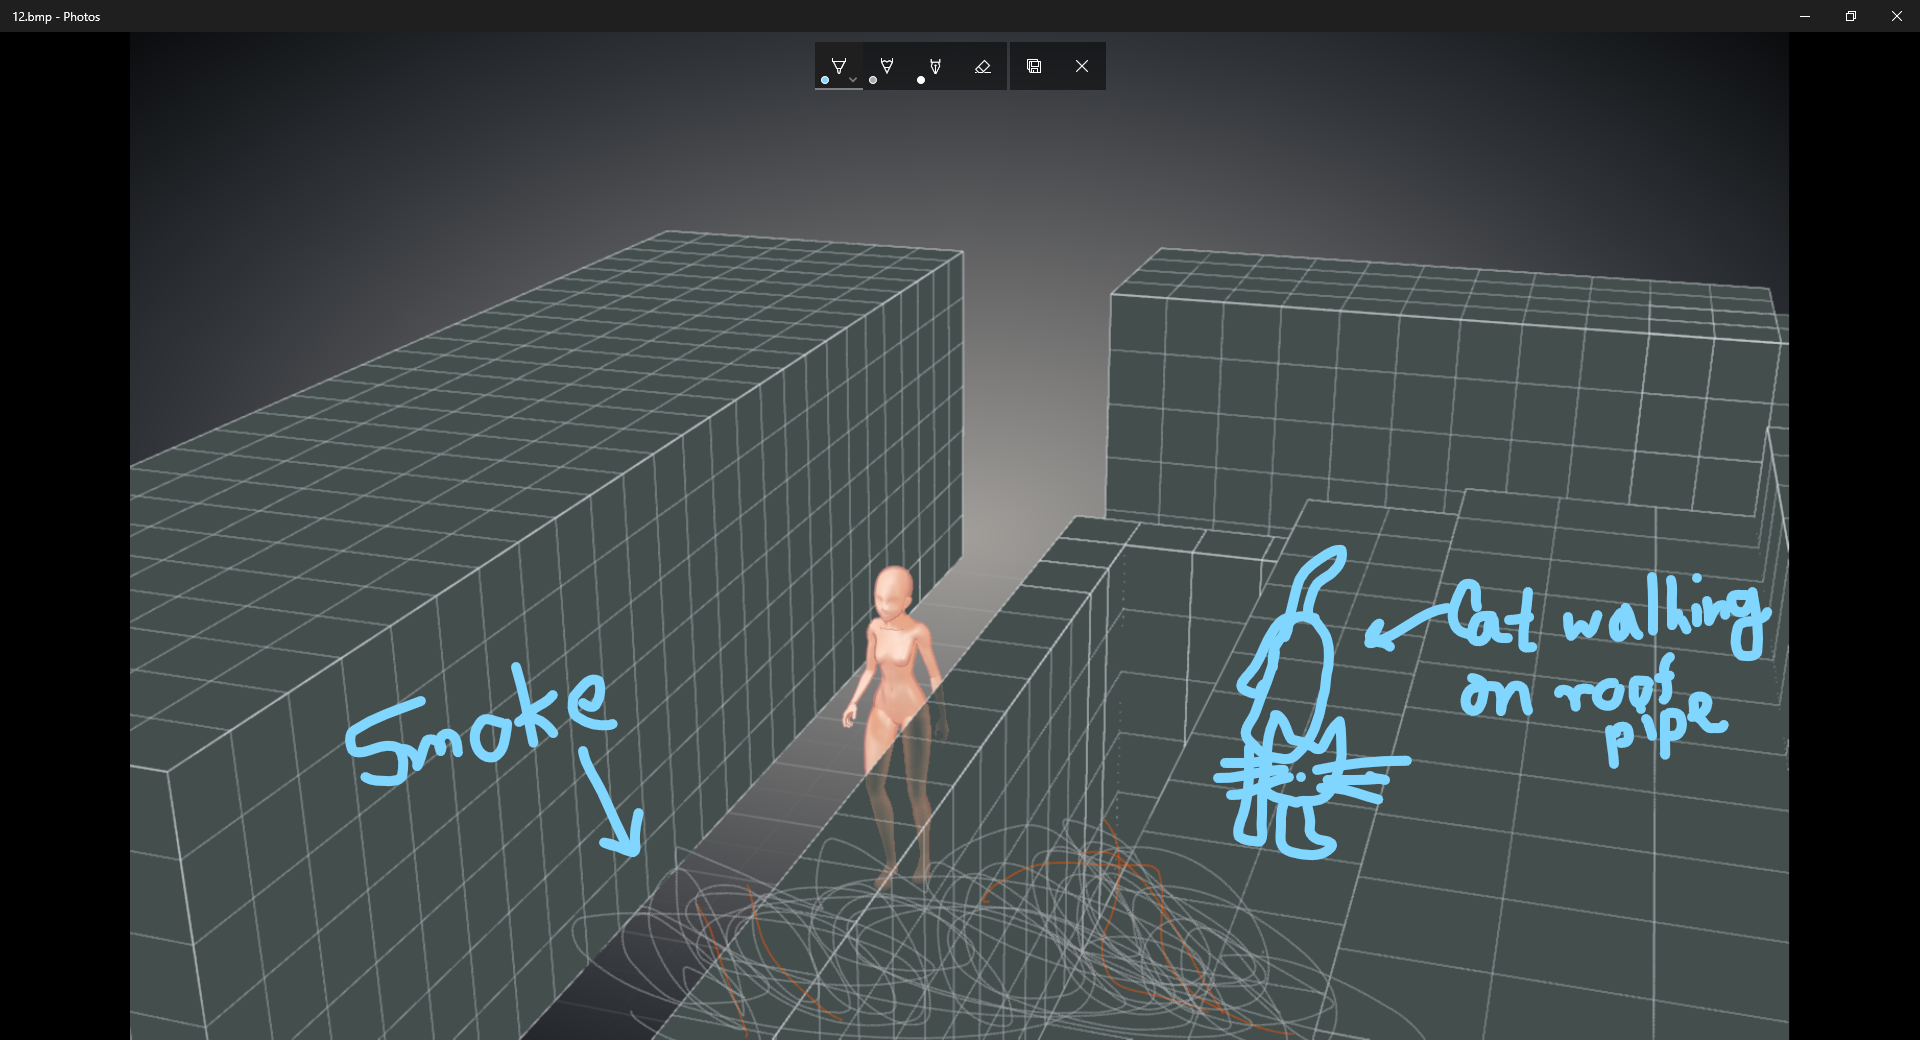 12.bmp - Photos
Smoke
Cat walking
on roof
pipe